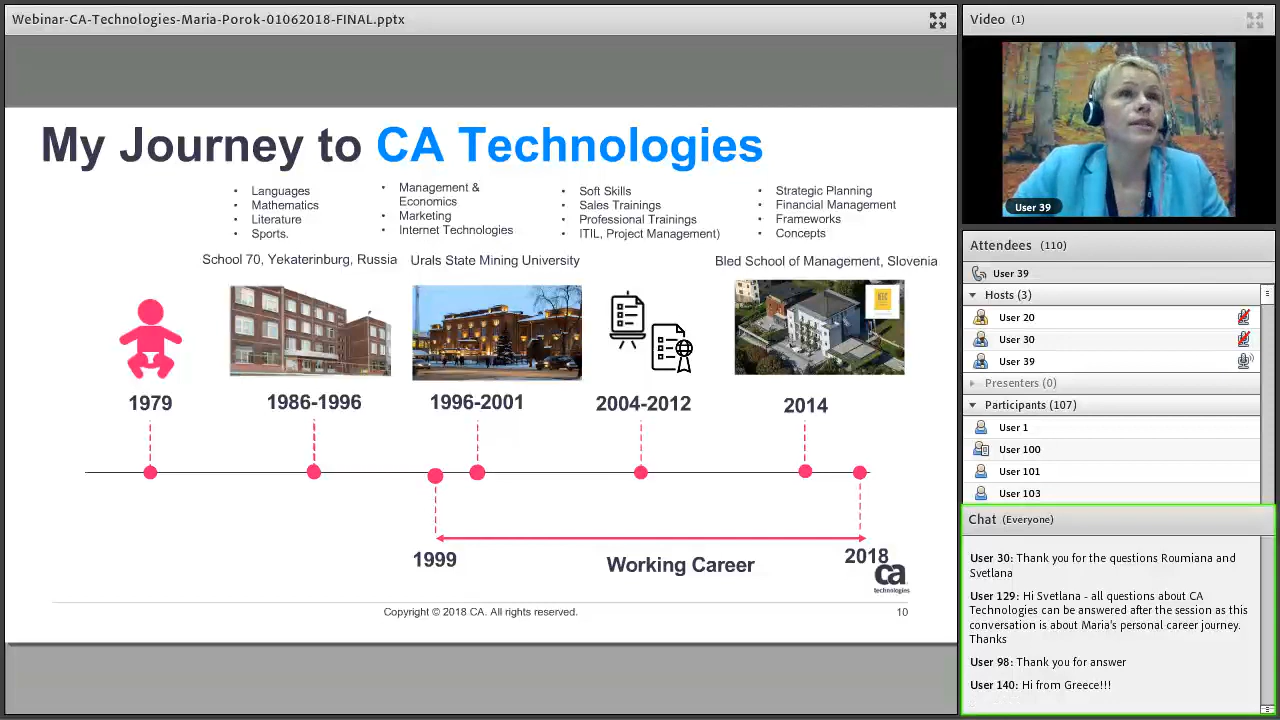 Webinar-CA-Technologies-Maria-Porok-01062018-FINAL.pptx
My Journey to CA Technologies
• Languages
• Mathematics
• Literature
• Sports.
• Management &
Economics
• Marketing
• Internet Technologies
• Soft Skills
• Sales Trainings
• Professional Trainings
• ITIL, Project Management)
• Strategic Planning
• Financial Management
• Frameworks
• Concepts
School 70, Yekaterinburg, Russia
Urals State Mining University
Bled School of Management, Slovenia
1979
1986-1996
1996-2001
2004-2012
2014
1999
Working Career
2018
ca
technologies
Copyright © 2018 CA. All rights reserved.
10
Video (1)
User 39
Attendees (110)
User 39
Hosts (3)
User 20
User 30
User 39
Presenters (0)
Participants (107)
User 1
User 100
User 101
User 103
Chat (Everyone)
User 30: Thank you for the questions Roumiana and
Svetlana
User 129: Hi Svetlana - all questions about CA
Technologies can be answered after the session as this
conversation is about Maria's personal career journey.
Thanks
User 98: Thank you for answer
User 140: Hi from Greece!!!